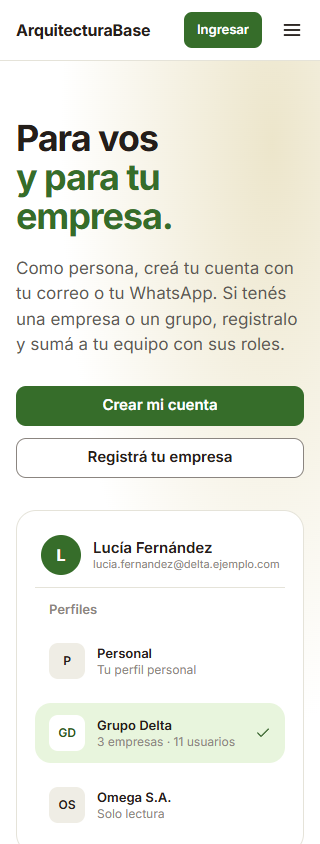 ArquitecturaBase
Ingresar
Para vos
y para tu
empresa.
Como persona, creá tu cuenta con
tu correo o tu WhatsApp. Si tenés
una empresa o un grupo, registralo
y sumá a tu equipo con sus roles.
Crear mi cuenta
Registrá tu empresa
L
Lucía Fernández
lucia.fernandez@delta.ejemplo.com
Perfiles
P
Personal
Tu perfil personal
GD
Grupo Delta
3 empresas · 11 usuarios
OS
Omega S.A.
Solo lectura